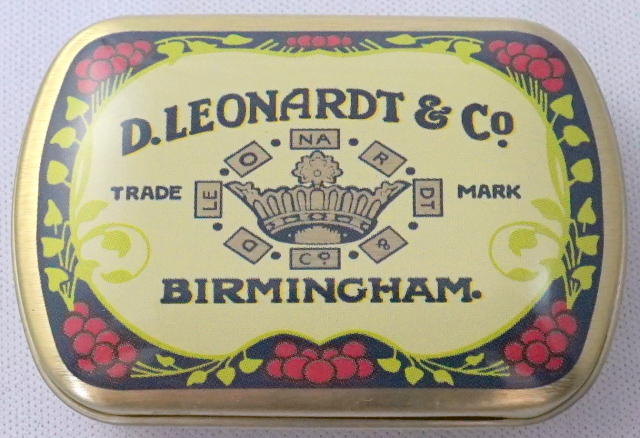 D. LEONARDT & Co.
TRADE MARK
D
LE
O
NA
R
DT
&
Co.
BIRMINGHAM.